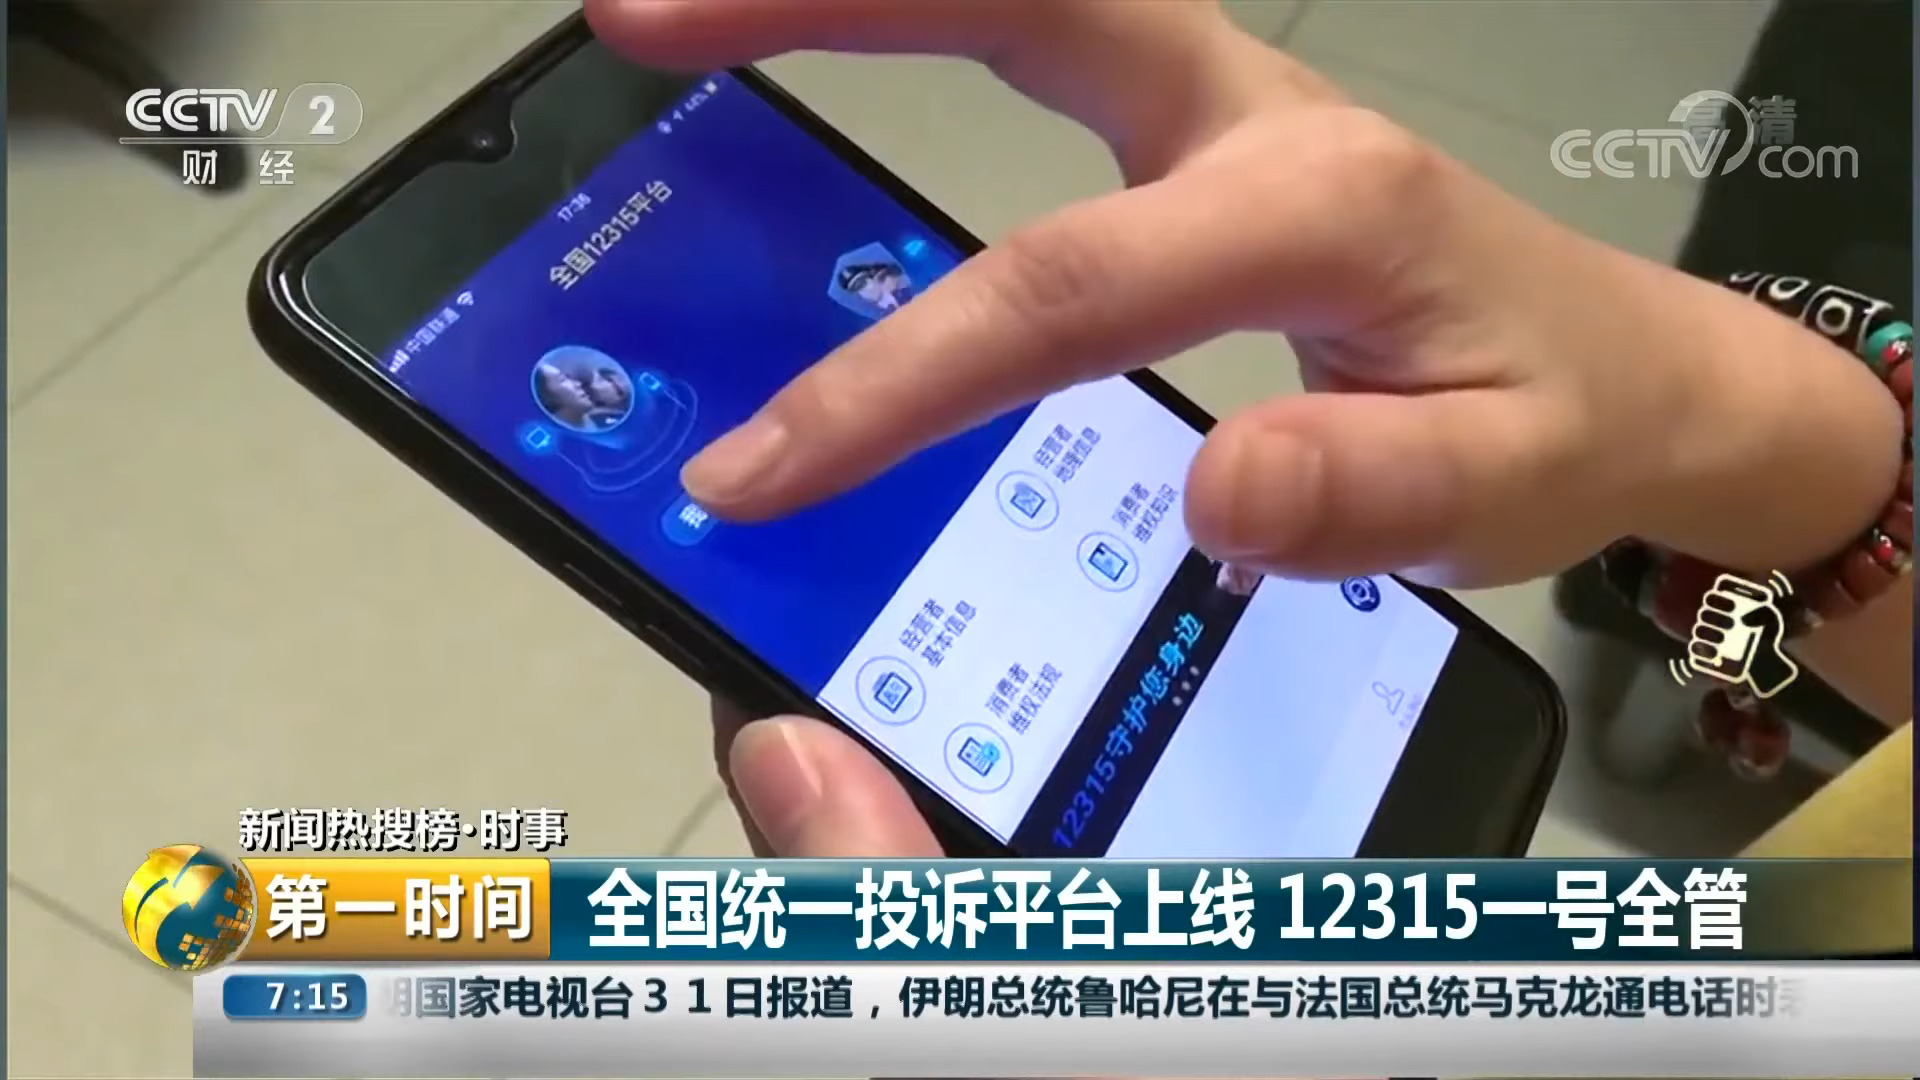 CCTV 2
财 经
高清
CCTV.com
中国联通
17:36
44%
全国12315平台
我
经营者
地理信息
消费者
维权知识
经营者
基本信息
消费者
维权法规
12315守护您身边
新闻热搜榜·时事
第一时间
全国统一投诉平台上线 12315一号全管
7:15
国家电视台31日报道，伊朗总统鲁哈尼在与法国总统马克龙通电话时